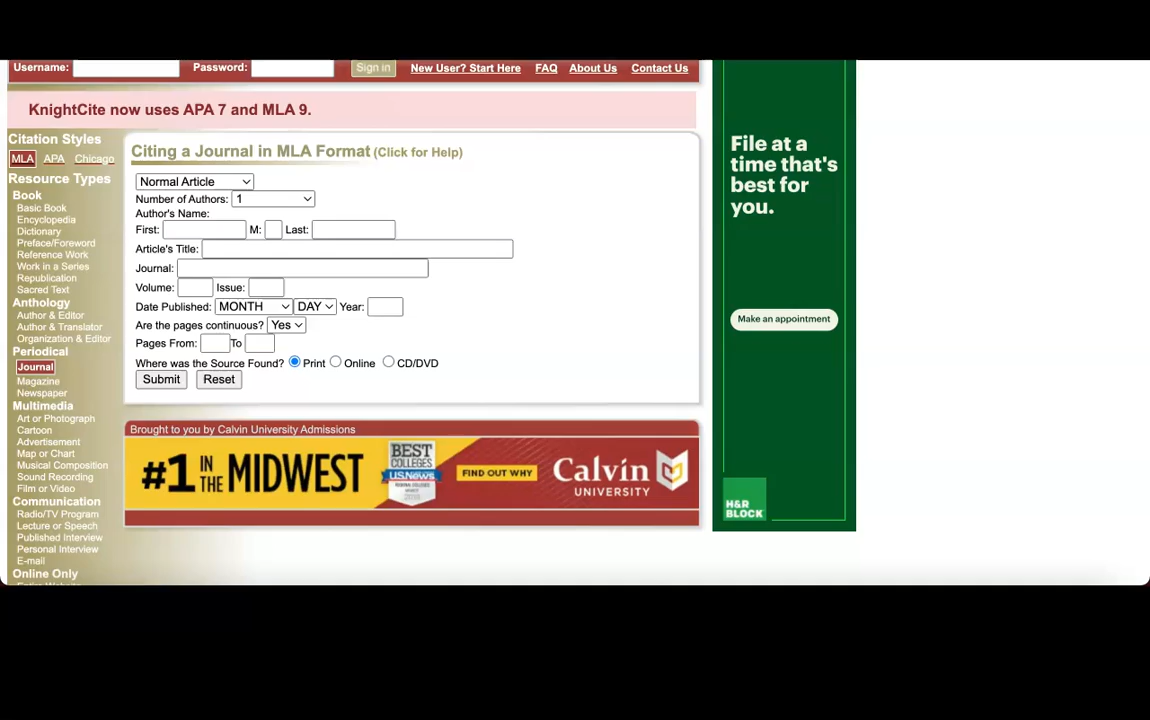 Username: Password: Sign in New User? Start Here FAQ About Us Contact Us
KnightCite now uses APA 7 and MLA 9.
Citation Styles
MLA APA Chicago
Resource Types
Book
Basic Book
Encyclopedia
Dictionary
Preface/Foreword
Reference Work
Work in a Series
Republication
Sacred Text
Anthology
Author & Editor
Author & Translator
Organization & Editor
Periodical
Journal
Magazine
Newspaper
Multimedia
Art or Photograph
Cartoon
Advertisement
Map or Chart
Musical Composition
Sound Recording
Film or Video
Communication
Radio/TV Program
Lecture or Speech
Published Interview
Personal Interview
E-mail
Online Only
Citing a Journal in MLA Format (Click for Help)
Normal Article
Number of Authors: 1
Author's Name:
First: M: Last:
Article's Title:
Journal:
Volume: Issue:
Date Published: MONTH DAY Year:
Are the pages continuous? Yes
Pages From: To
Where was the Source Found? Print Online CD/DVD
Submit Reset
Brought to you by Calvin University Admissions
#1 IN THE MIDWEST
BEST
COLLEGES
U.S.News
FIND OUT WHY
Calvin
UNIVERSITY
File at a
time that's
best for
you.
Make an appointment
H&R
BLOCK